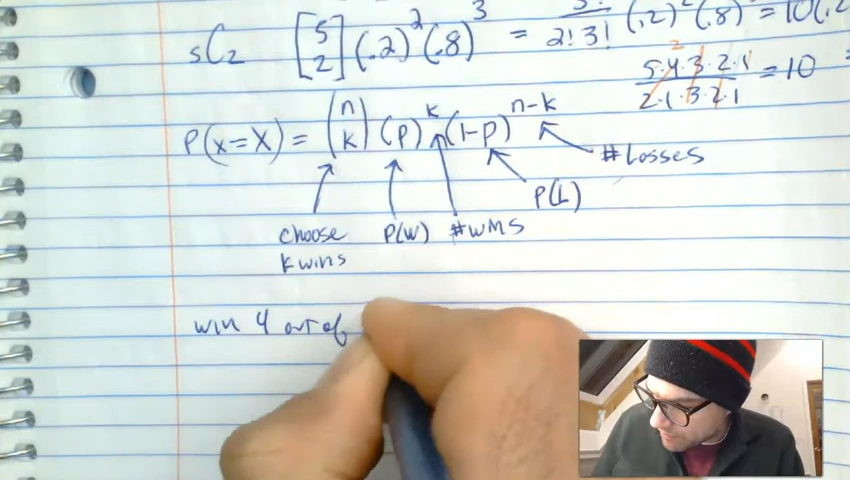 5C2 [5 2] (.2)² (.8)³ = 5!/2!3! (.2)² (.8)³ = 10(.2
5·4·3·2·1/2·1·3·2·1 = 10
P(x=X) = (n k) (p)^k (1-p)^n-k
#Losses
P(L)
choose P(W) #wins
k wins
win 4 out of